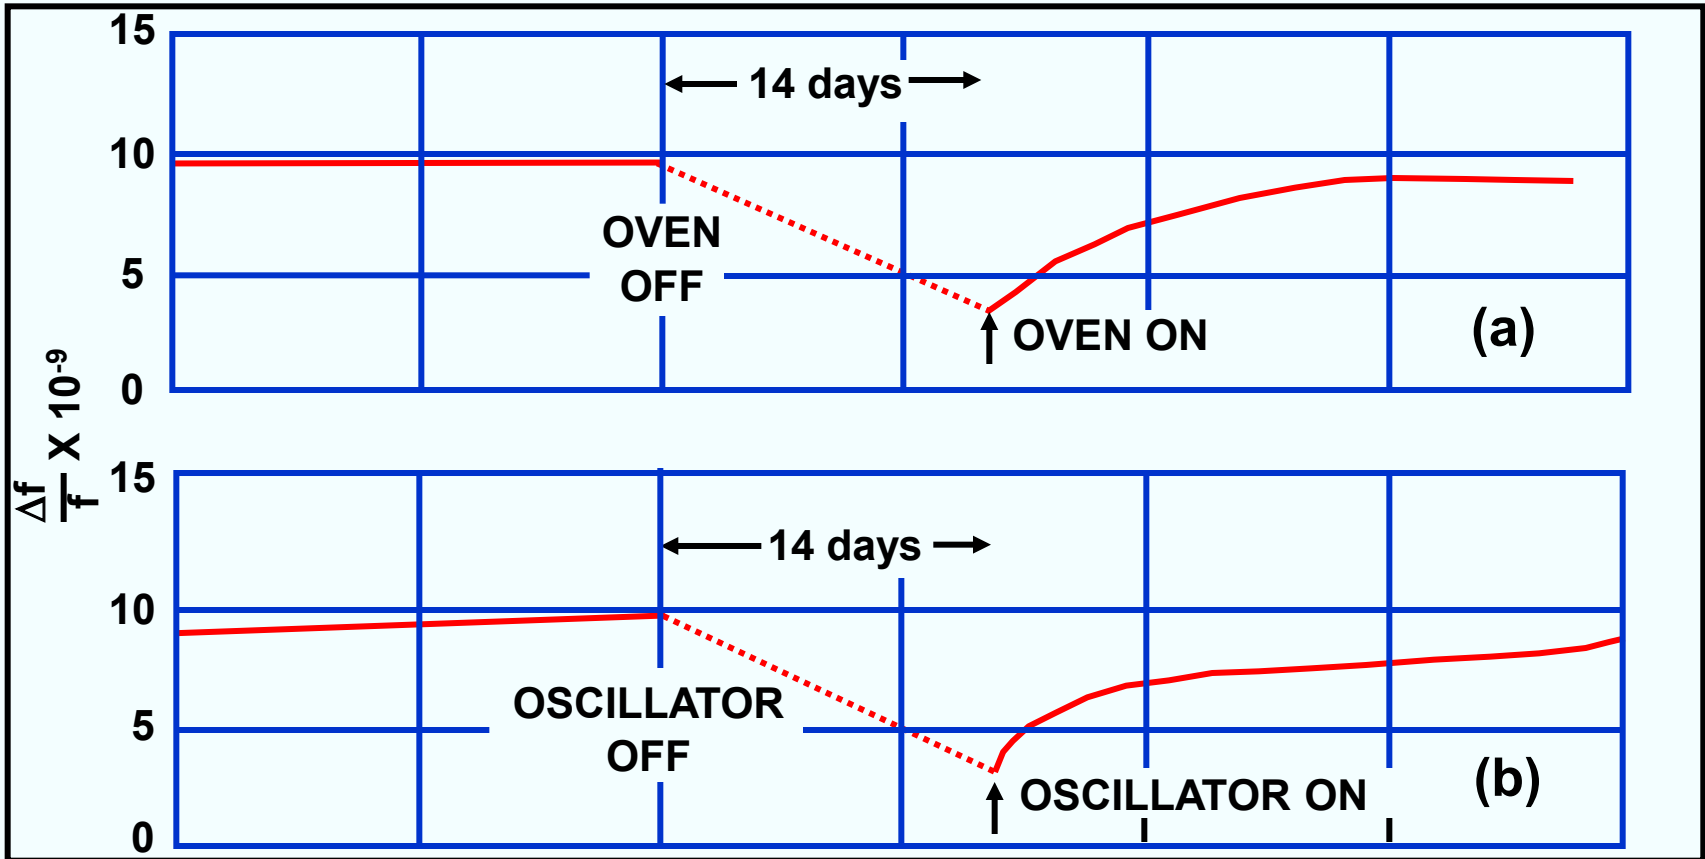 15
14 days
10
OVEN
OFF
5
OVEN ON
(a)
0
Δf
f
X 10-9
15
14 days
10
OSCILLATOR
OFF
5
OSCILLATOR ON
(b)
0